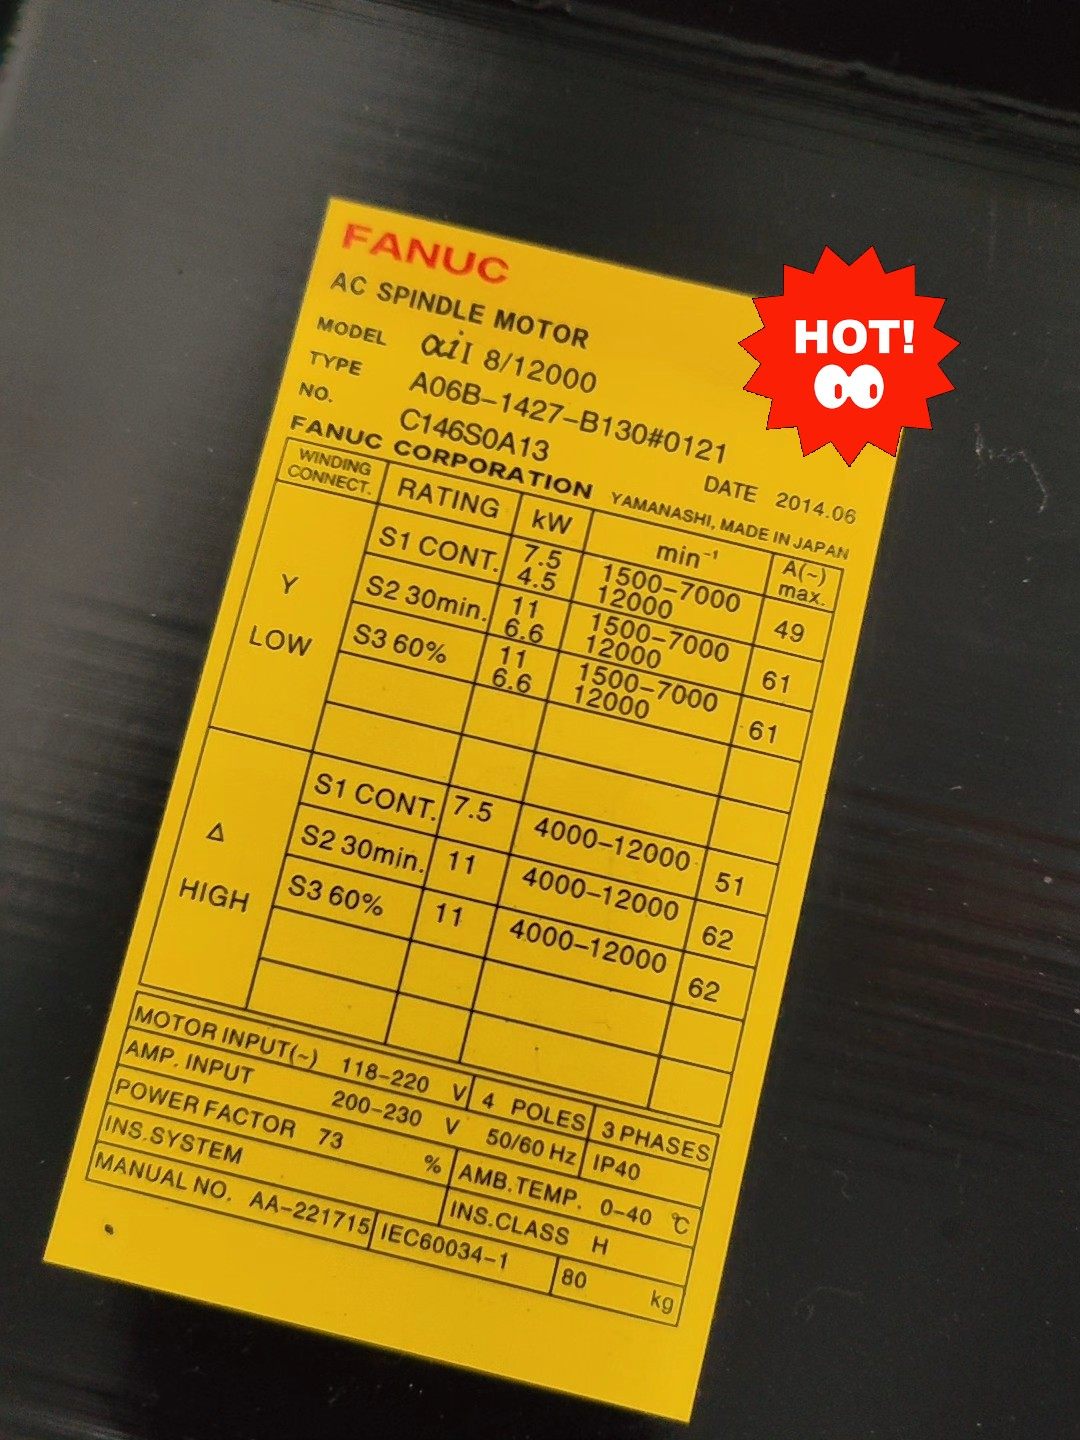 FANUC
HOT!
AC SPINDLE MOTOR
MODEL αiI 8/12000
TYPE A06B-1427-B130#0121
NO. C146S0A13
DATE 2014.06
FANUC CORPORATION YAMANASHI, MADE IN JAPAN
WINDING CONNECT. RATING kW min⁻¹ A(~) max.
Y LOW
S1 CONT. 7.5 1500-7000 49
4.5 12000
S2 30min. 11 1500-7000 61
6.6 12000
S3 60% 11 1500-7000 61
6.6 12000
Δ HIGH
S1 CONT. 7.5 4000-12000 51
S2 30min. 11 4000-12000 62
S3 60% 11 4000-12000 62
MOTOR INPUT(~) 118-220 V 4 POLES 3 PHASES
AMP. INPUT 200-230 V 50/60 Hz IP40
POWER FACTOR 73 % AMB.TEMP. 0-40 ℃
INS.SYSTEM INS.CLASS H
MANUAL NO. AA-221715 IEC60034-1 80 kg